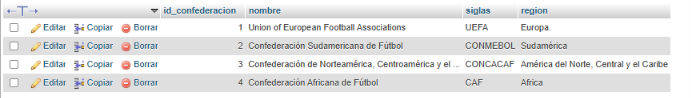 id_confederacion nombre siglas region
Editar Copiar Borrar 1 Union of European Football Associations UEFA Europa
Editar Copiar Borrar 2 Confederación Sudamericana de Fútbol CONMEBOL Sudamérica
Editar Copiar Borrar 3 Confederación de Norteamérica, Centroamérica y el ... CONCACAF América del Norte, Central y el Caribe
Editar Copiar Borrar 4 Confederación Africana de Fútbol CAF Africa